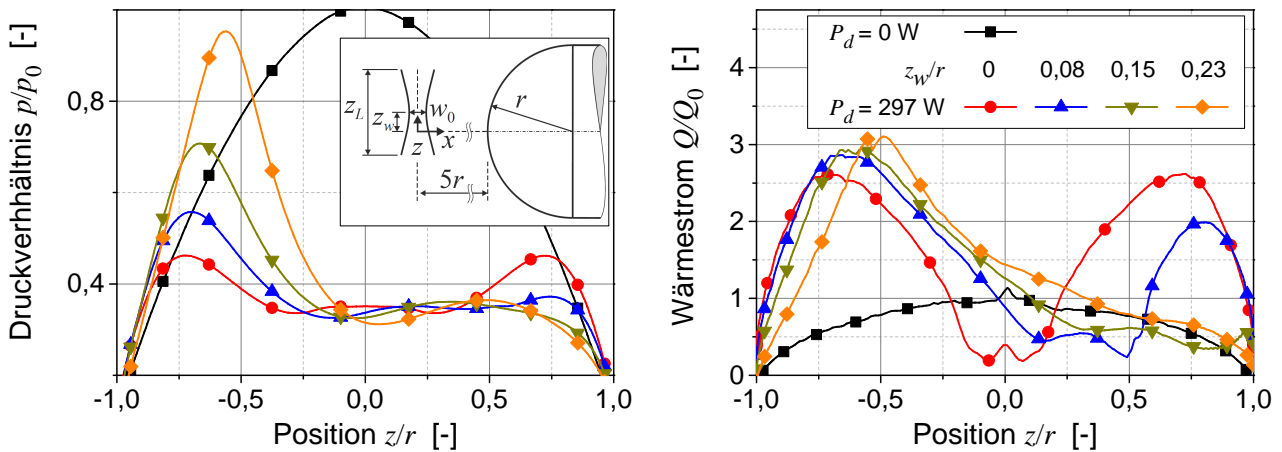 Druckverhhältnis p/p0 [-]
0,8
0,4
-1,0 -0,5 0,0 0,5 1,0
Position z/r [-]
zL
zw
w0
x
z
r
5r
Wärmestrom Q/Q0 [-]
4
3
2
1
0
-1,0 -0,5 0,0 0,5 1,0
Position z/r [-]
Pd = 0 W
zw/r 0 0,08 0,15 0,23
Pd = 297 W